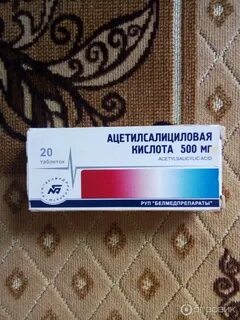 АЦЕТИЛСАЛИЦИЛОВАЯ
КИСЛОТА 500 МГ
ACETYLSALICYLIC ACID
20
таблеток
РУП "БЕЛМЕДПРЕПАРАТЫ"